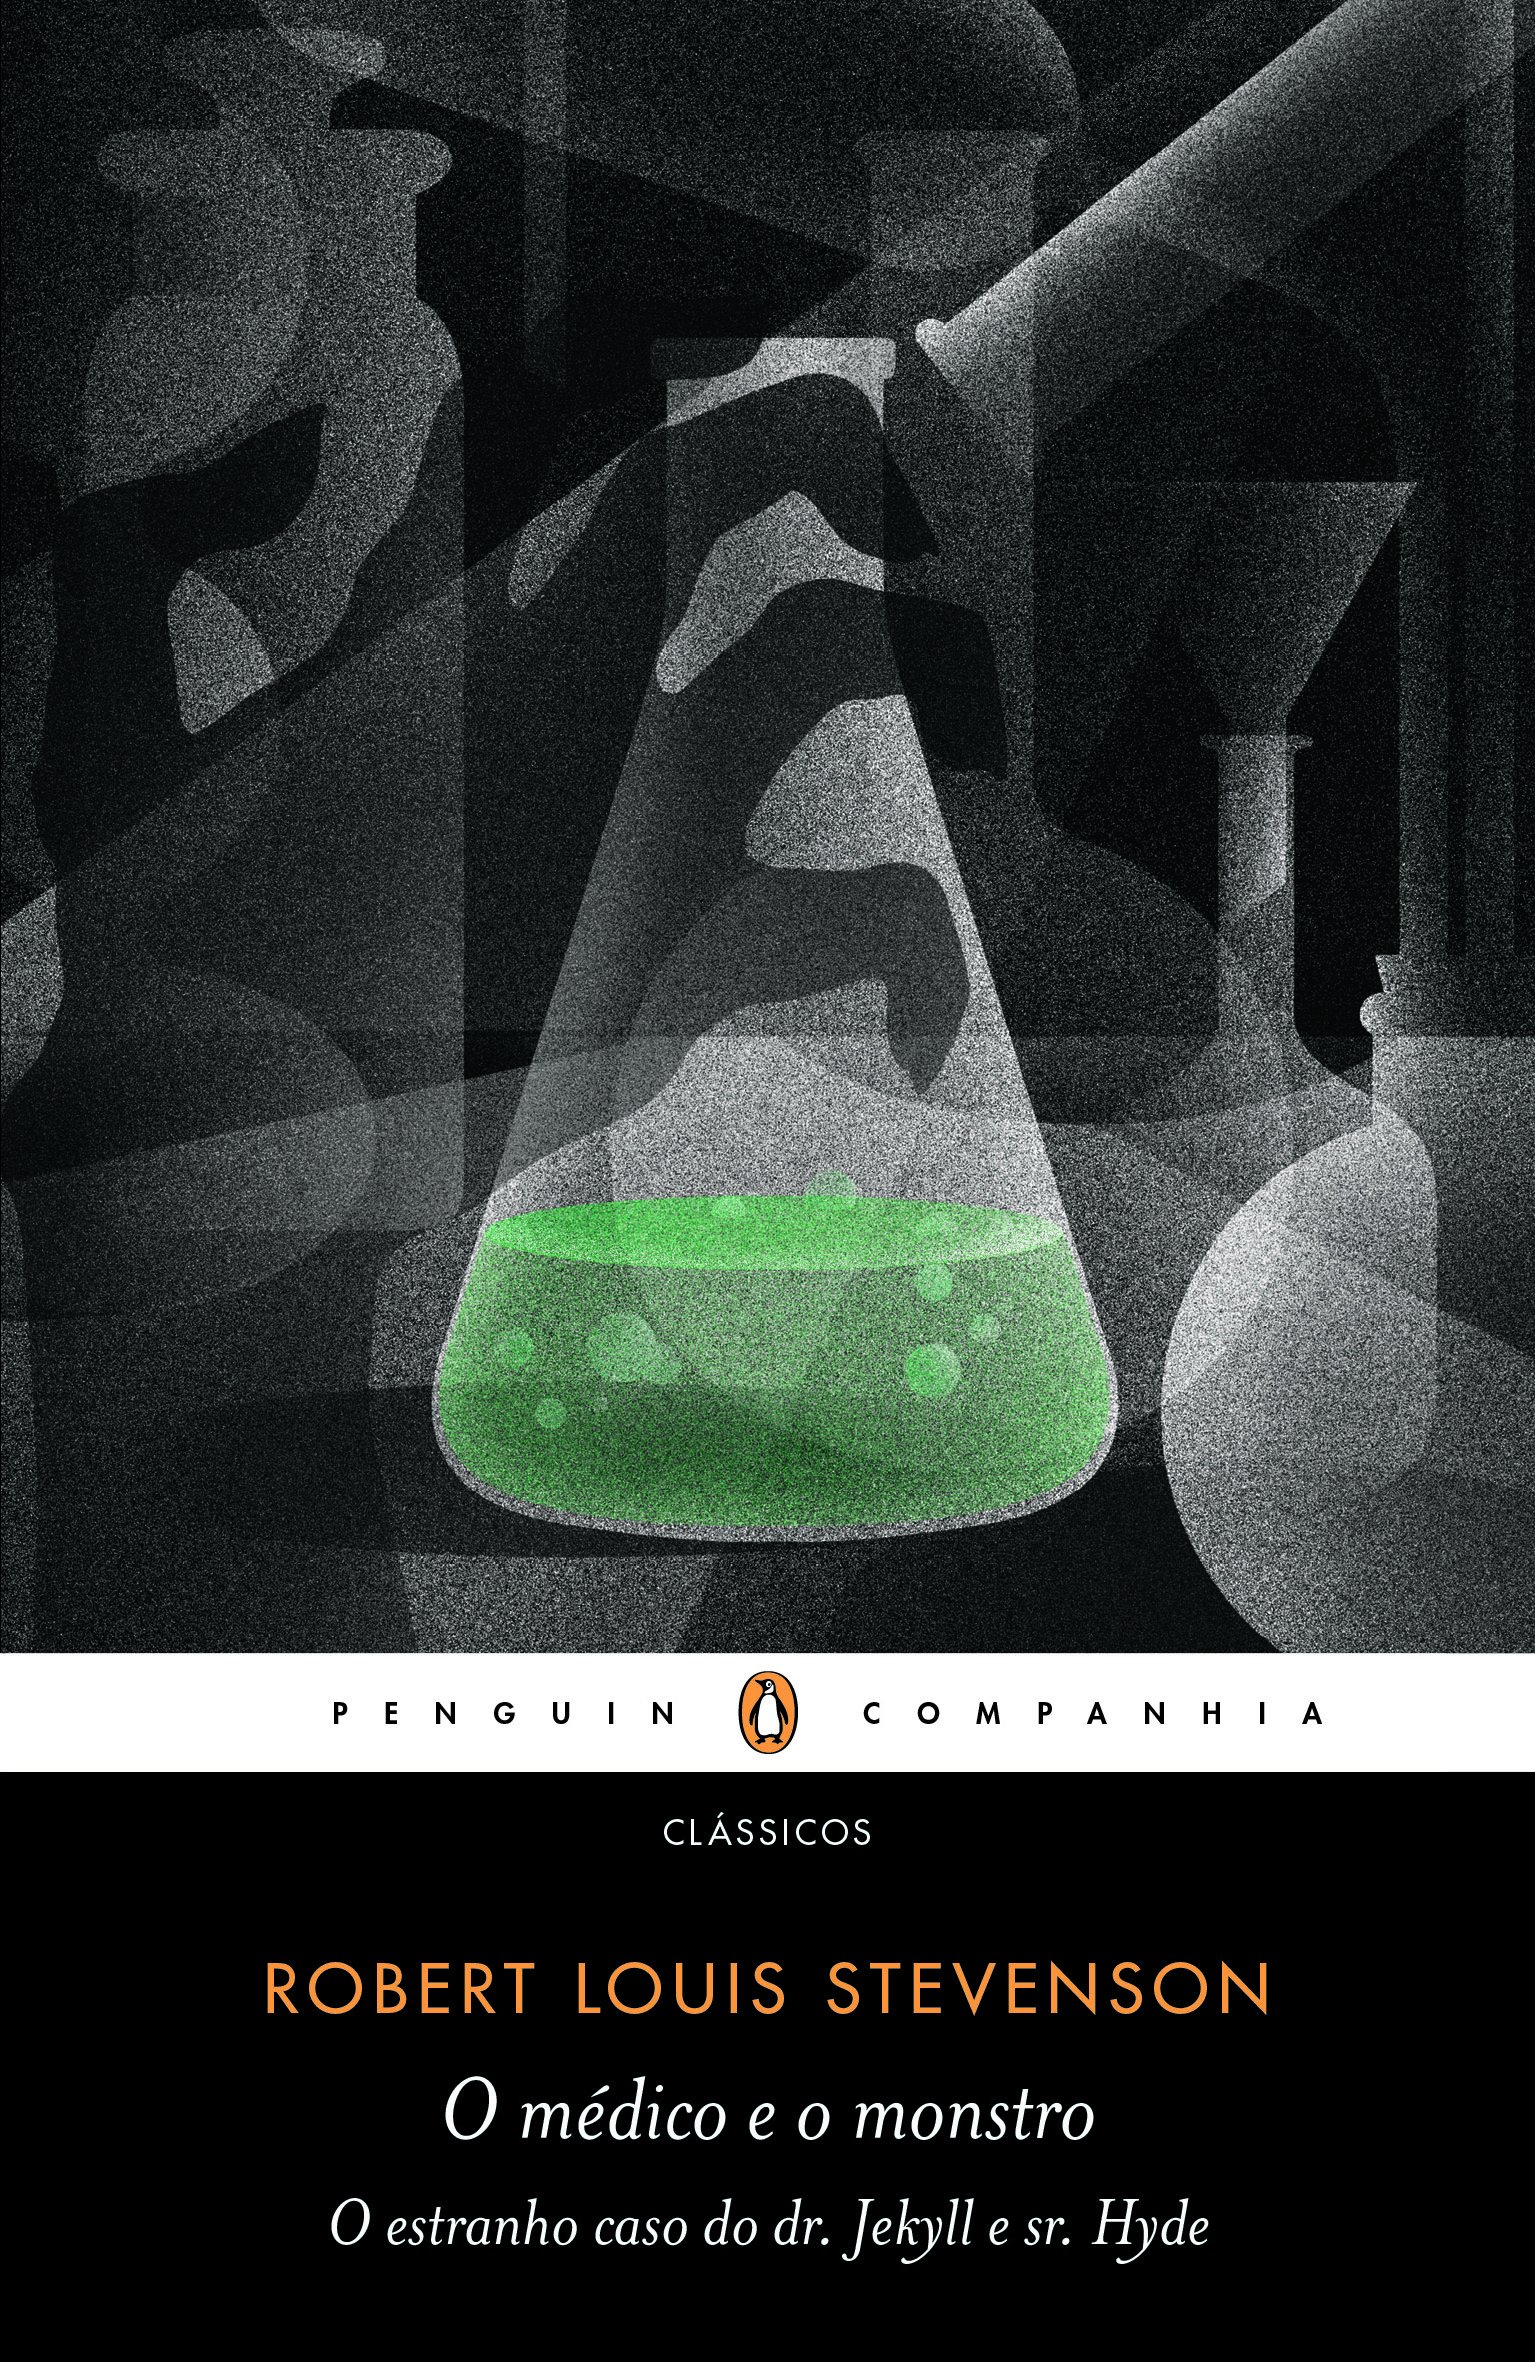 PENGUIN COMPANHIA
CLÁSSICOS
ROBERT LOUIS STEVENSON
O médico e o monstro
O estranho caso do dr. Jekyll e sr. Hyde